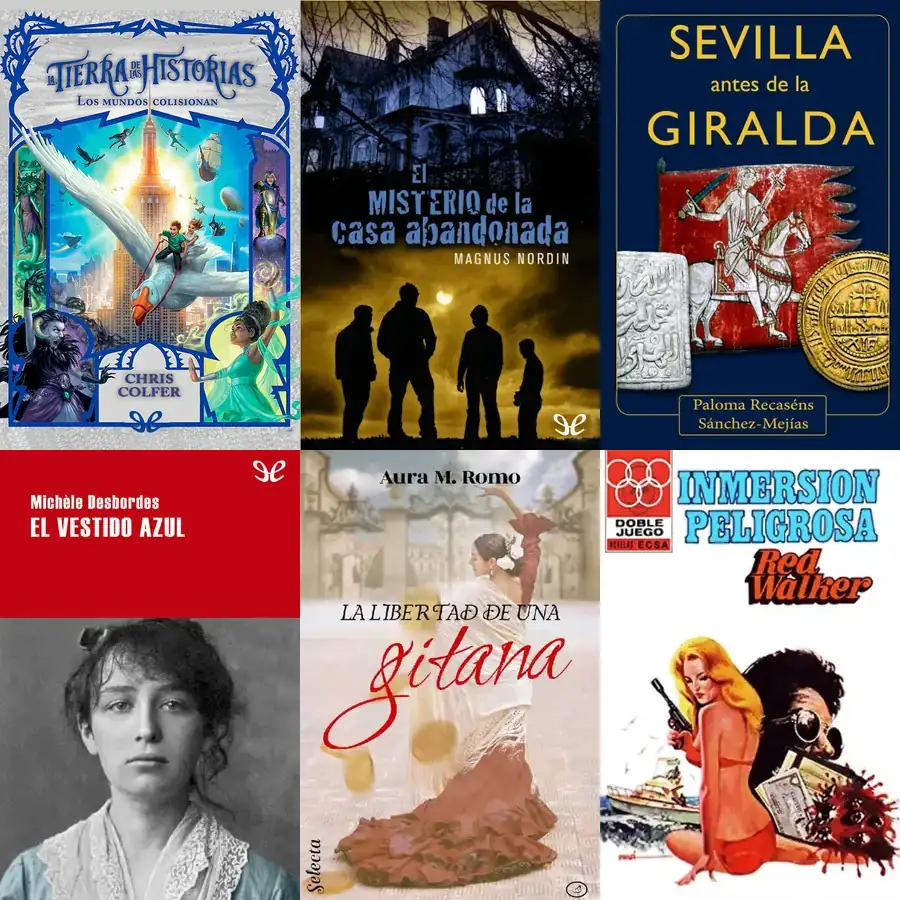 LA TIERRA DE LAS HISTORIAS
LOS MUNDOS COLISIONAN
CHRIS
COLFER
El
MISTERIO de la
casa abandonada
MAGNUS NORDIN
SEVILLA
antes de la
GIRALDA
Paloma Recaséns
Sánchez-Mejías
Michèle Desbordes
EL VESTIDO AZUL
Aura M. Romo
LA LIBERTAD DE UNA
gitana
Selecta
DOBLE
JUEGO
NOVELAS ECSA
INMERSION
PELIGROSA
Red
Walker